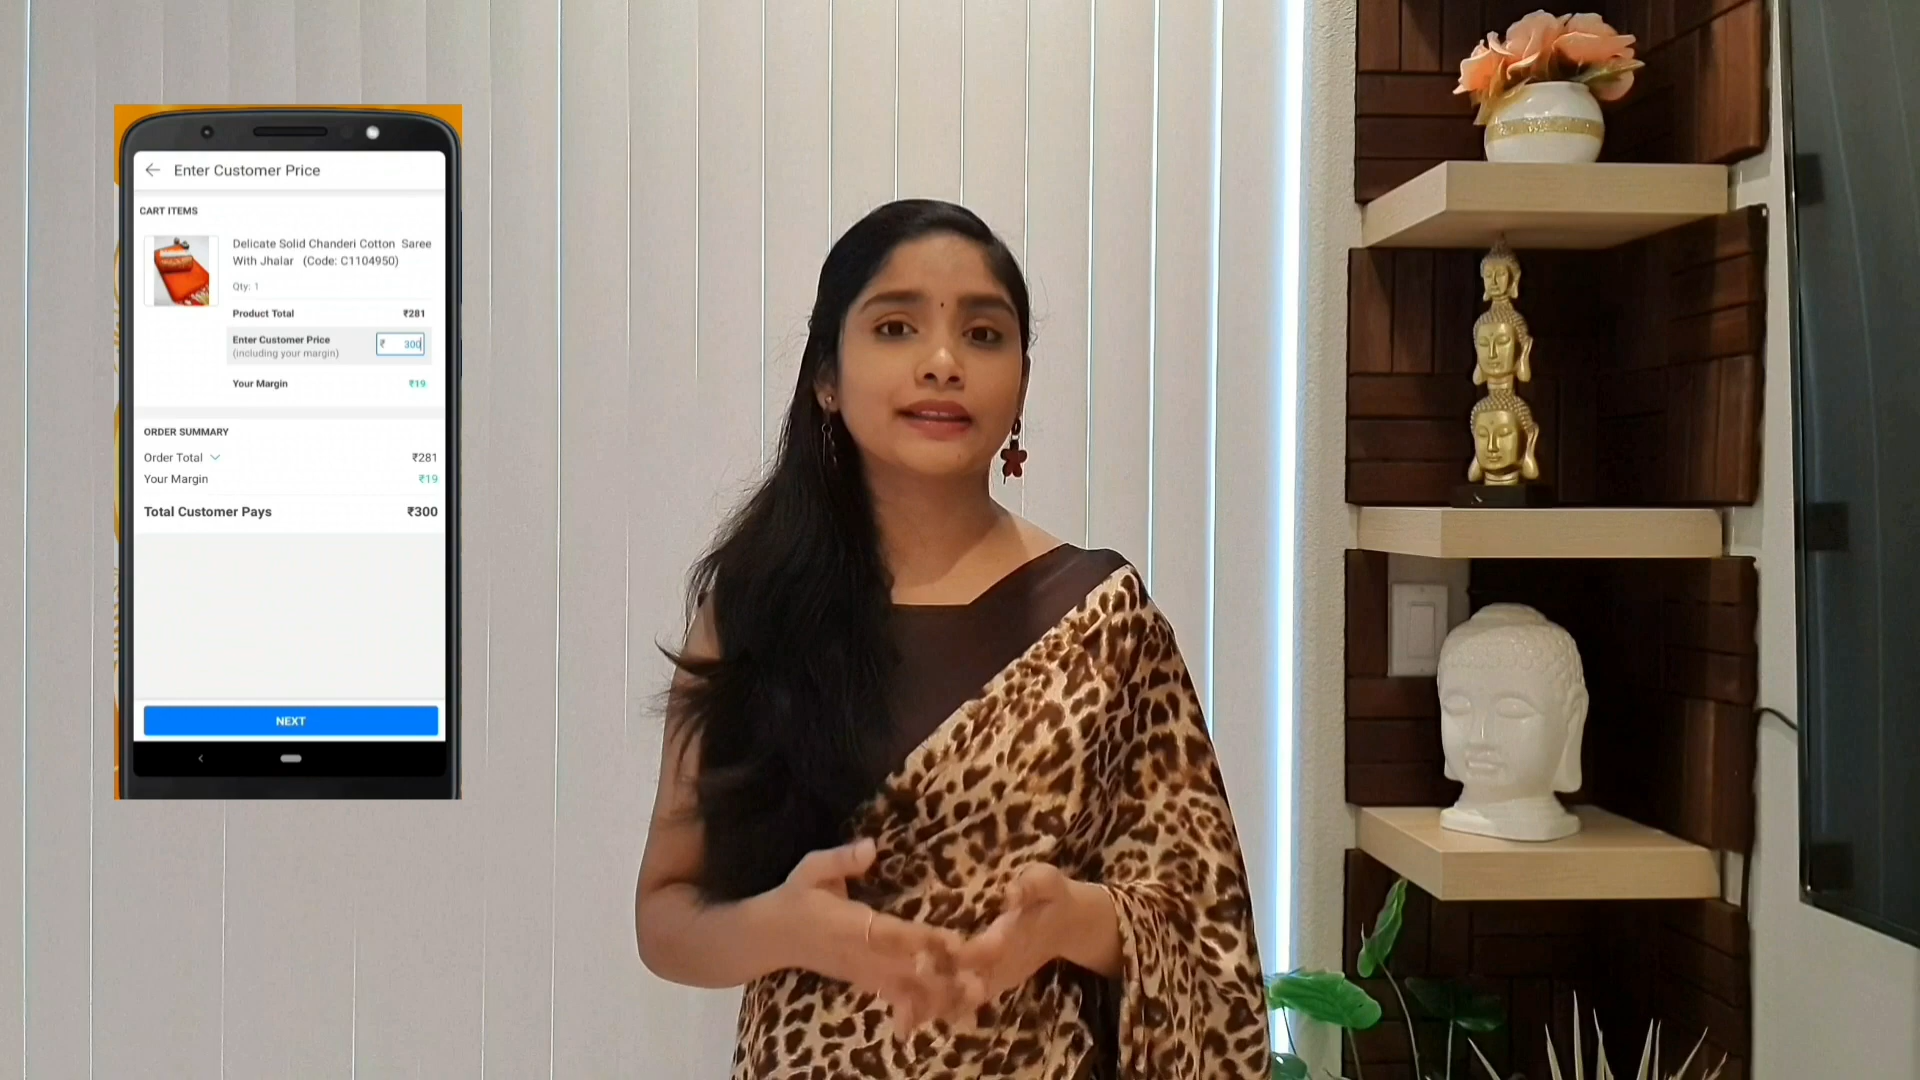 Enter Customer Price
CART ITEMS
Delicate Solid Chanderi Cotton Saree
With Jhalar (Code: C1104950)
Qty: 1
Product Total ₹281
Enter Customer Price
(including your margin)
₹ 300
Your Margin ₹19
ORDER SUMMARY
Order Total ₹281
Your Margin ₹19
Total Customer Pays ₹300
NEXT